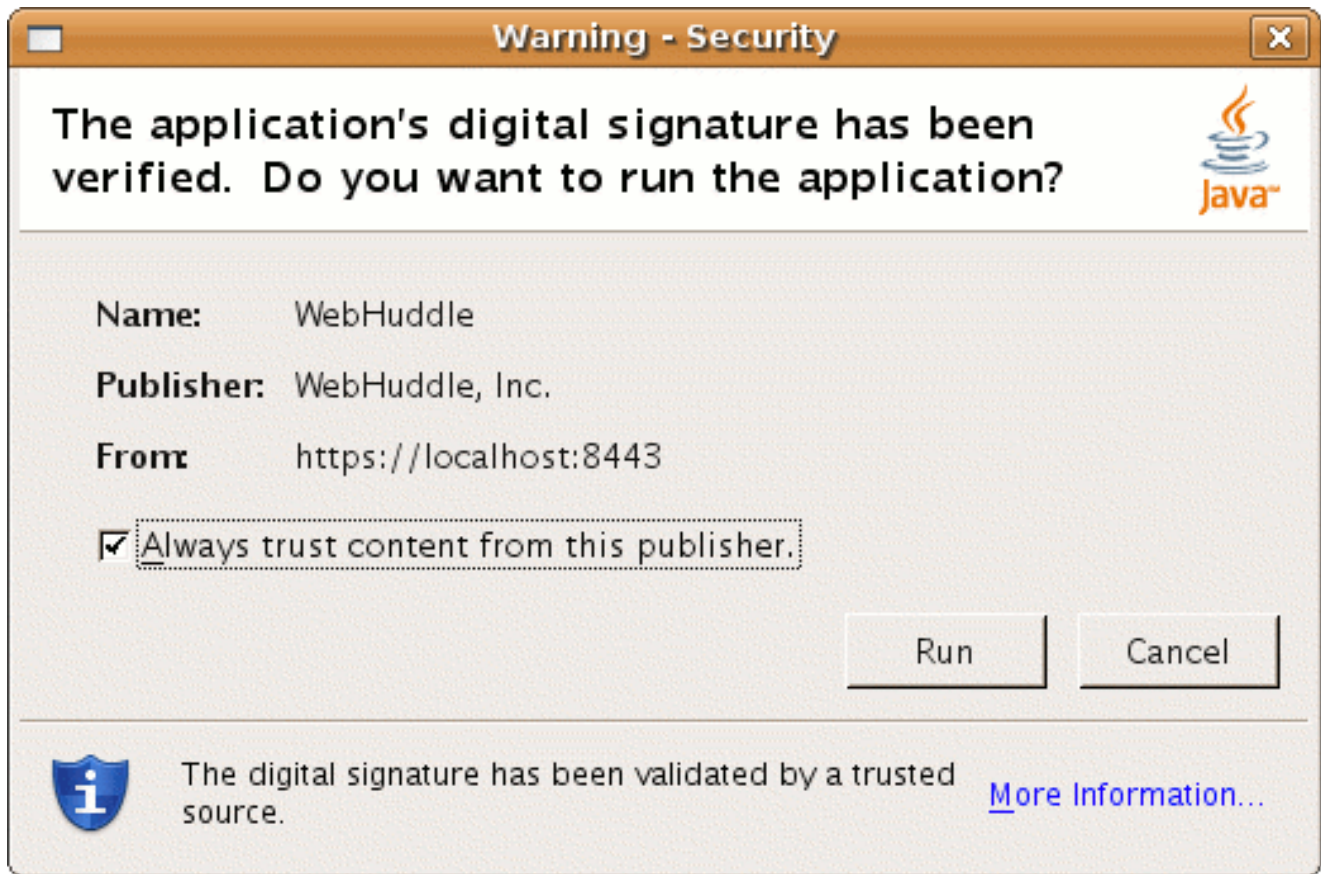 Warning - Security
The application's digital signature has been
verified. Do you want to run the application?
Java™
Name: WebHuddle
Publisher: WebHuddle, Inc.
From: https://localhost:8443
Always trust content from this publisher.
Run Cancel
The digital signature has been validated by a trusted
source.
More Information...